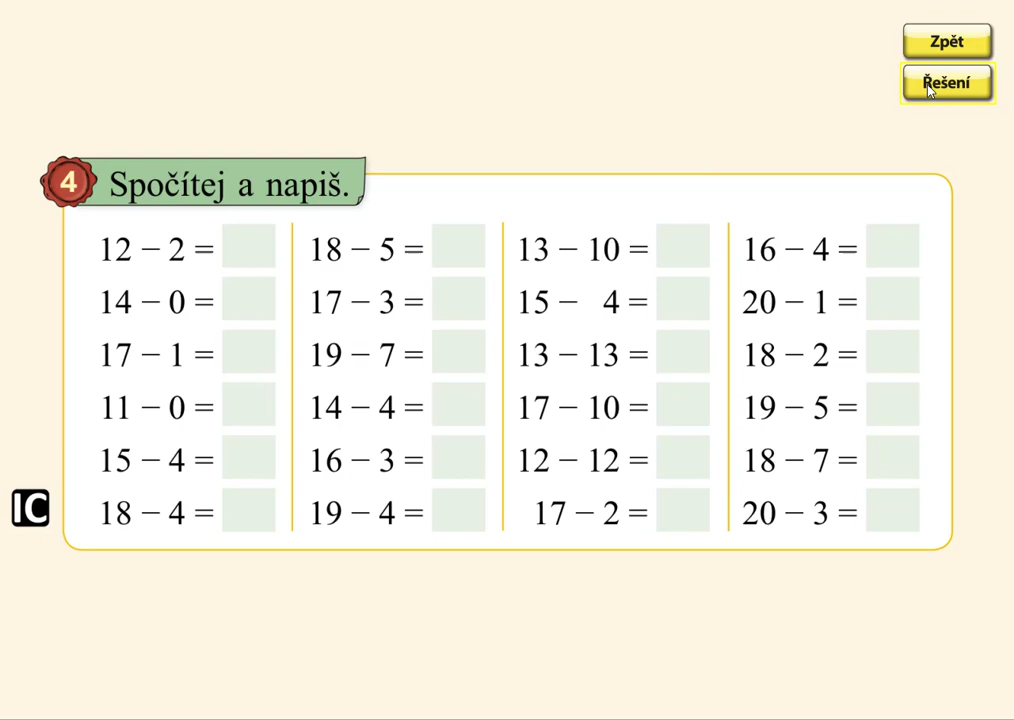 Zpět
Řešení
4 Spočítej a napiš.
12 − 2 = 18 − 5 = 13 − 10 = 16 − 4 =
14 − 0 = 17 − 3 = 15 − 4 = 20 − 1 =
17 − 1 = 19 − 7 = 13 − 13 = 18 − 2 =
11 − 0 = 14 − 4 = 17 − 10 = 19 − 5 =
15 − 4 = 16 − 3 = 12 − 12 = 18 − 7 =
IC 18 − 4 = 19 − 4 = 17 − 2 = 20 − 3 =